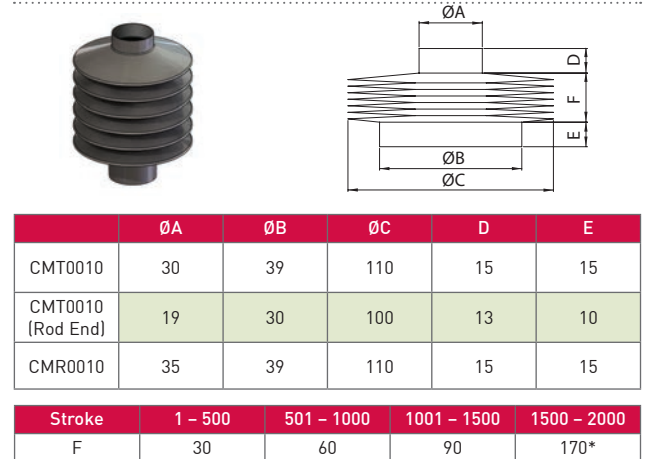 ØA
D
F
E
ØB
ØC
ØA ØB ØC D E
CMT0010 30 39 110 15 15
CMT0010
(Rod End) 19 30 100 13 10
CMR0010 35 39 110 15 15
Stroke 1 – 500 501 – 1000 1001 – 1500 1500 – 2000
F 30 60 90 170*